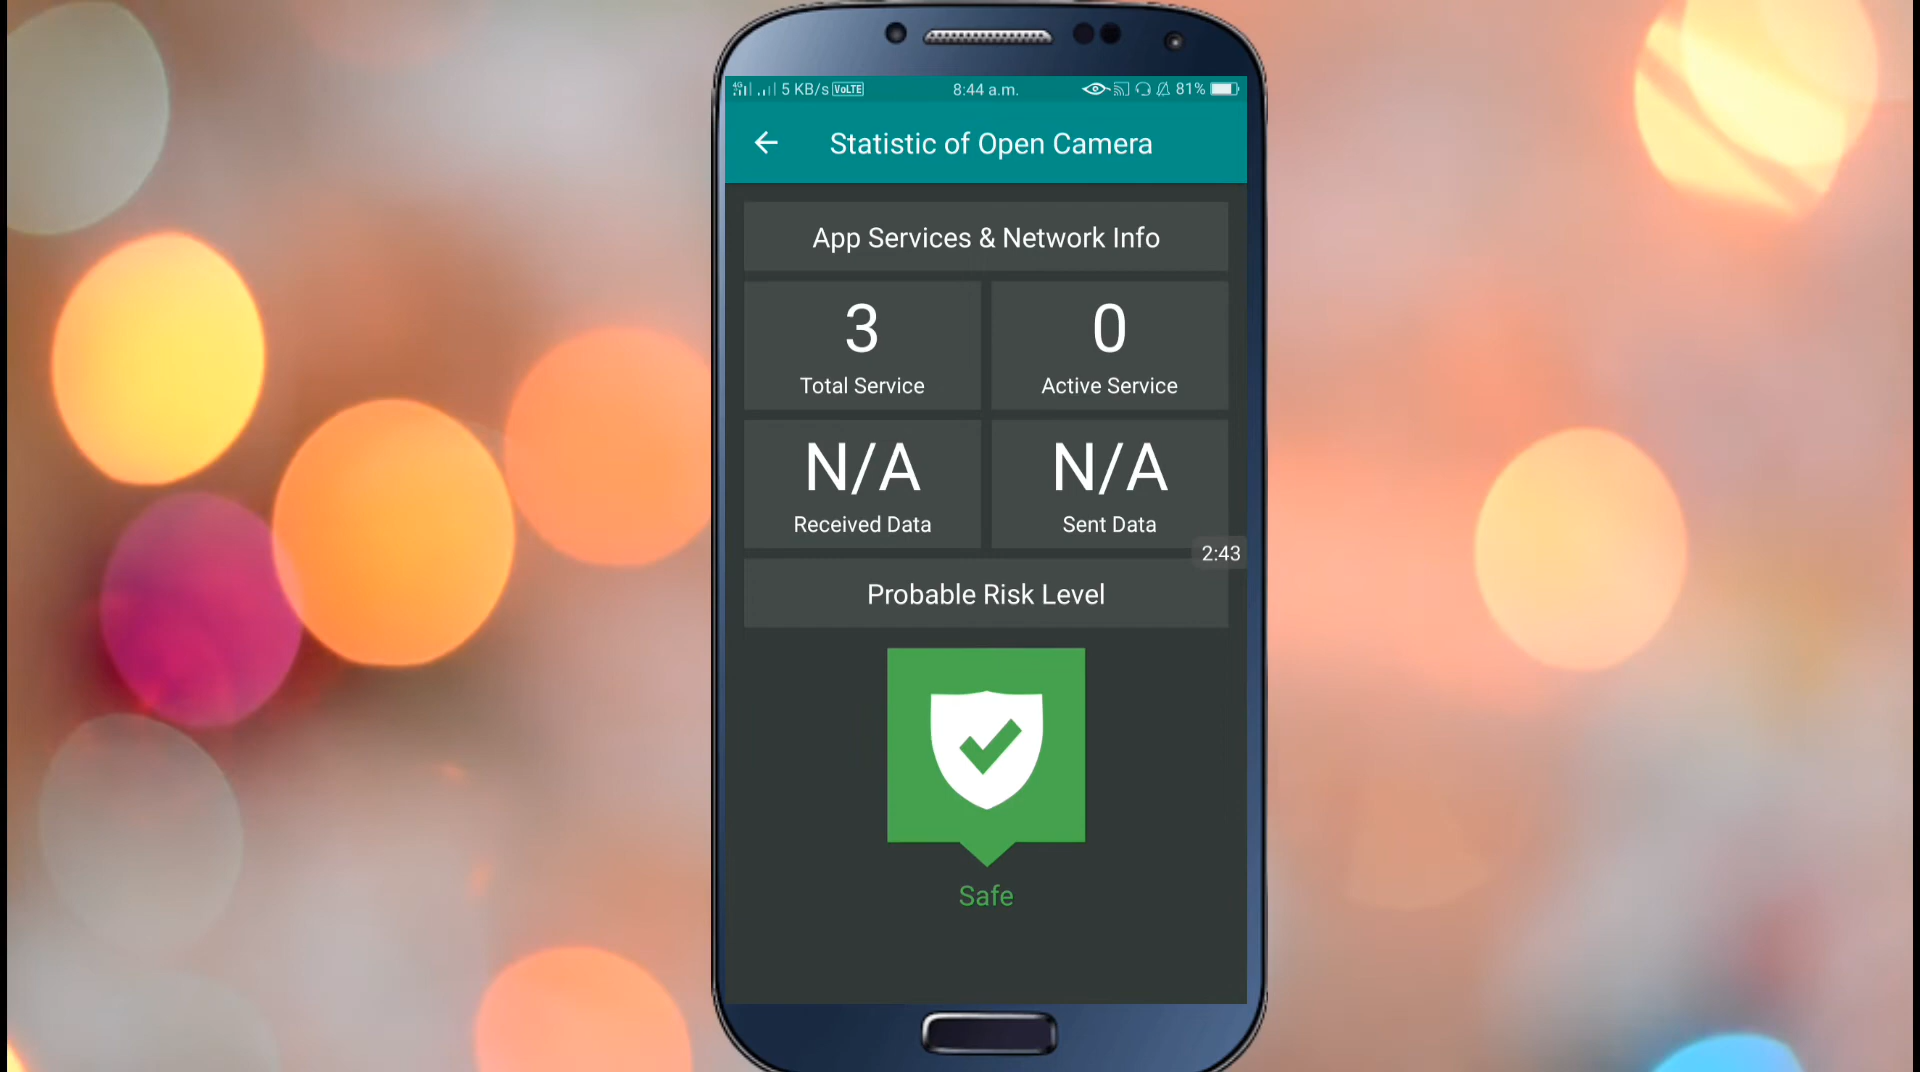 4G 5 KB/s VoLTE 8:44 a.m. 81%
Statistic of Open Camera
App Services & Network Info
3 0
Total Service Active Service
N/A N/A
Received Data Sent Data
2:43
Probable Risk Level
Safe